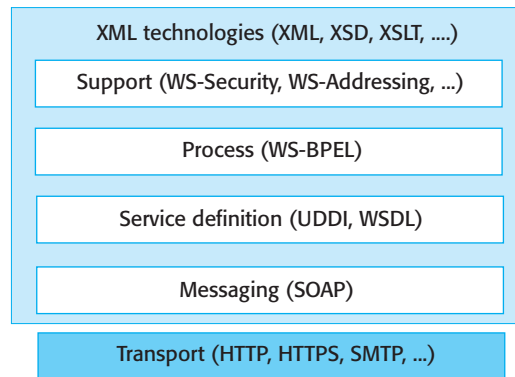 XML technologies (XML, XSD, XSLT, ....)
Support (WS-Security, WS-Addressing, ...)
Process (WS-BPEL)
Service definition (UDDI, WSDL)
Messaging (SOAP)
Transport (HTTP, HTTPS, SMTP, ...)